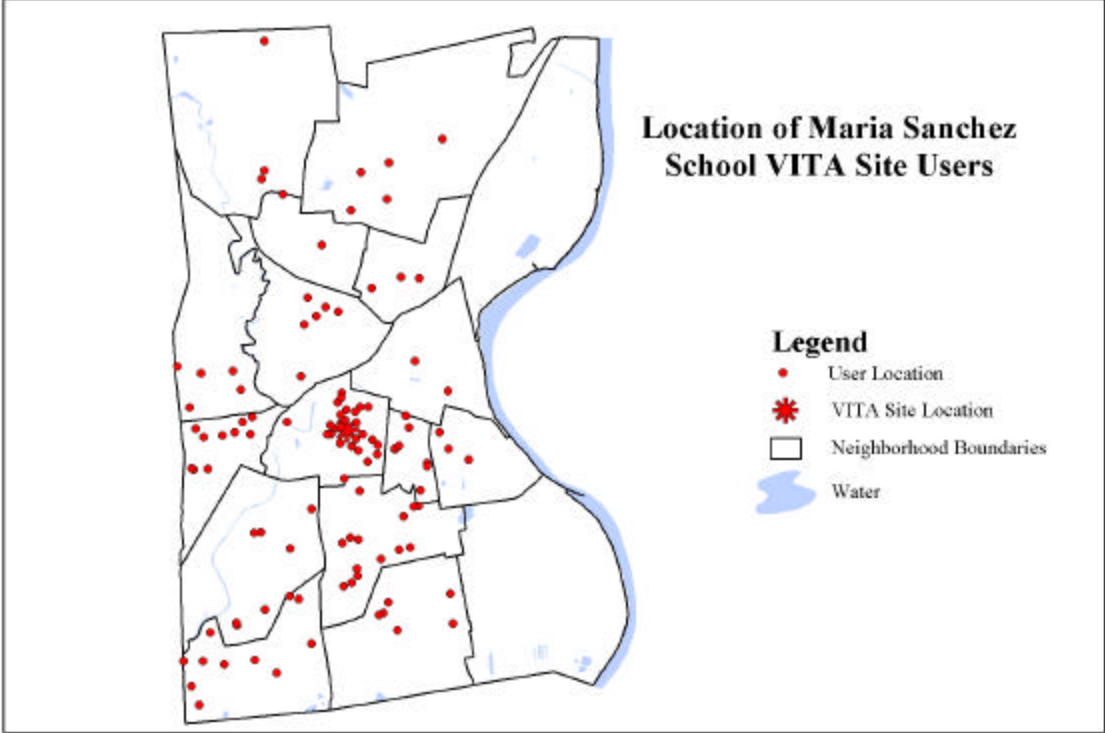 Location of Maria Sanchez
School VITA Site Users
Legend
User Location
VITA Site Location
Neighborhood Boundaries
Water